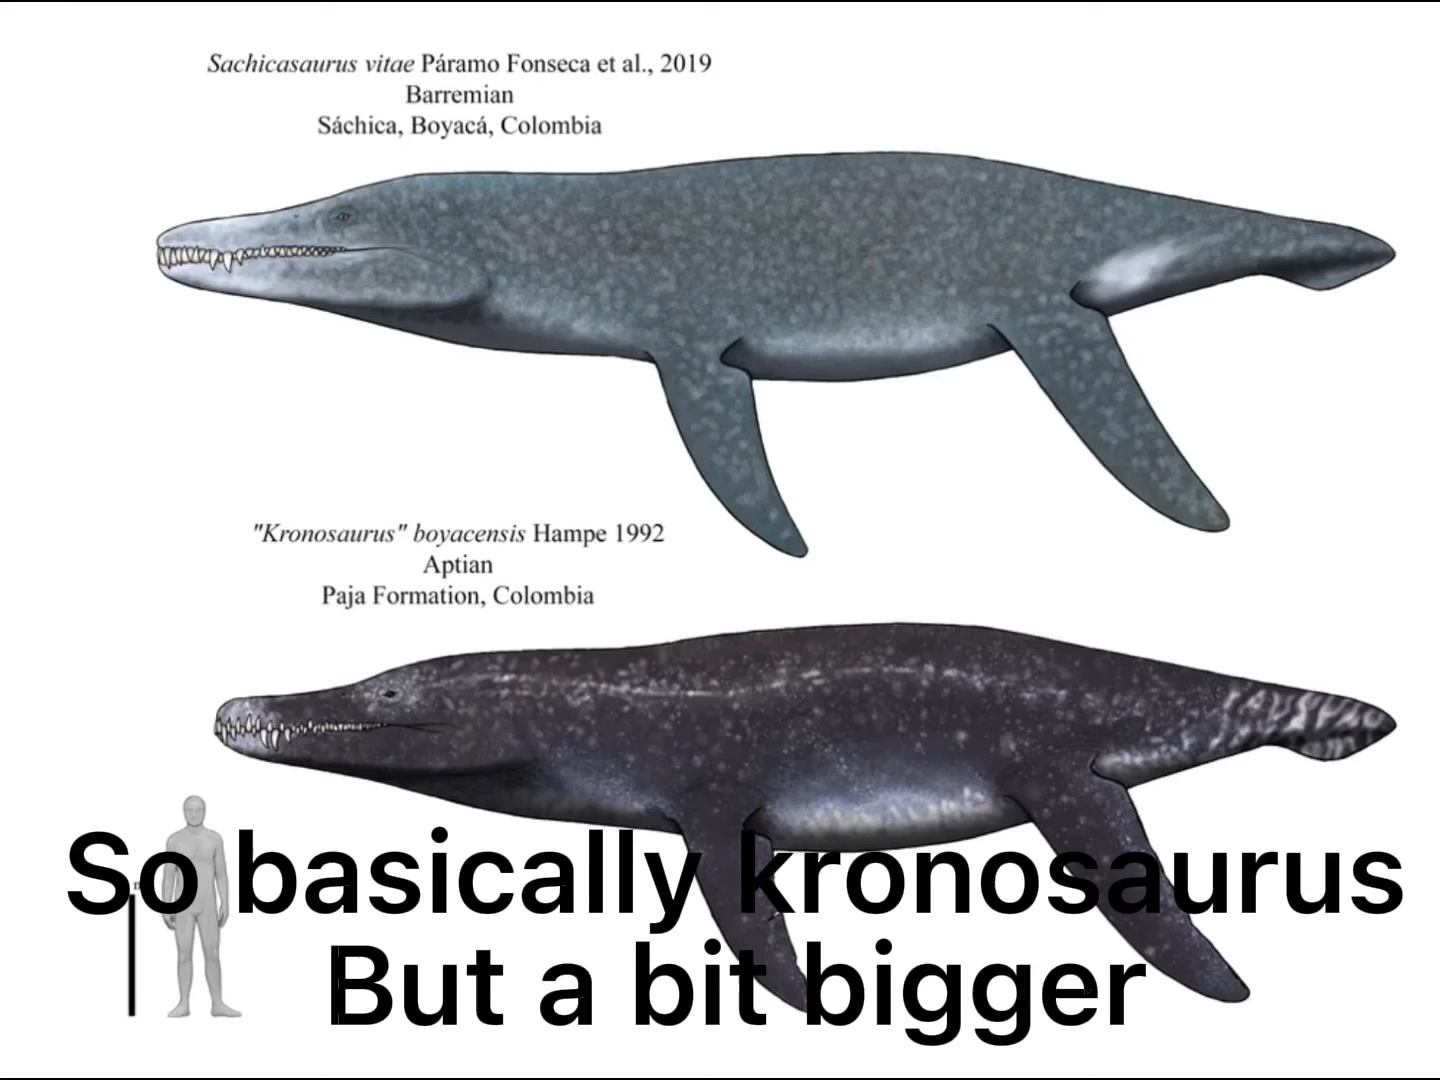 Sachicasaurus vitae Páramo Fonseca et al., 2019
Barremian
Sáchica, Boyacá, Colombia
"Kronosaurus" boyacensis Hampe 1992
Aptian
Paja Formation, Colombia
So basically kronosaurus
But a bit bigger